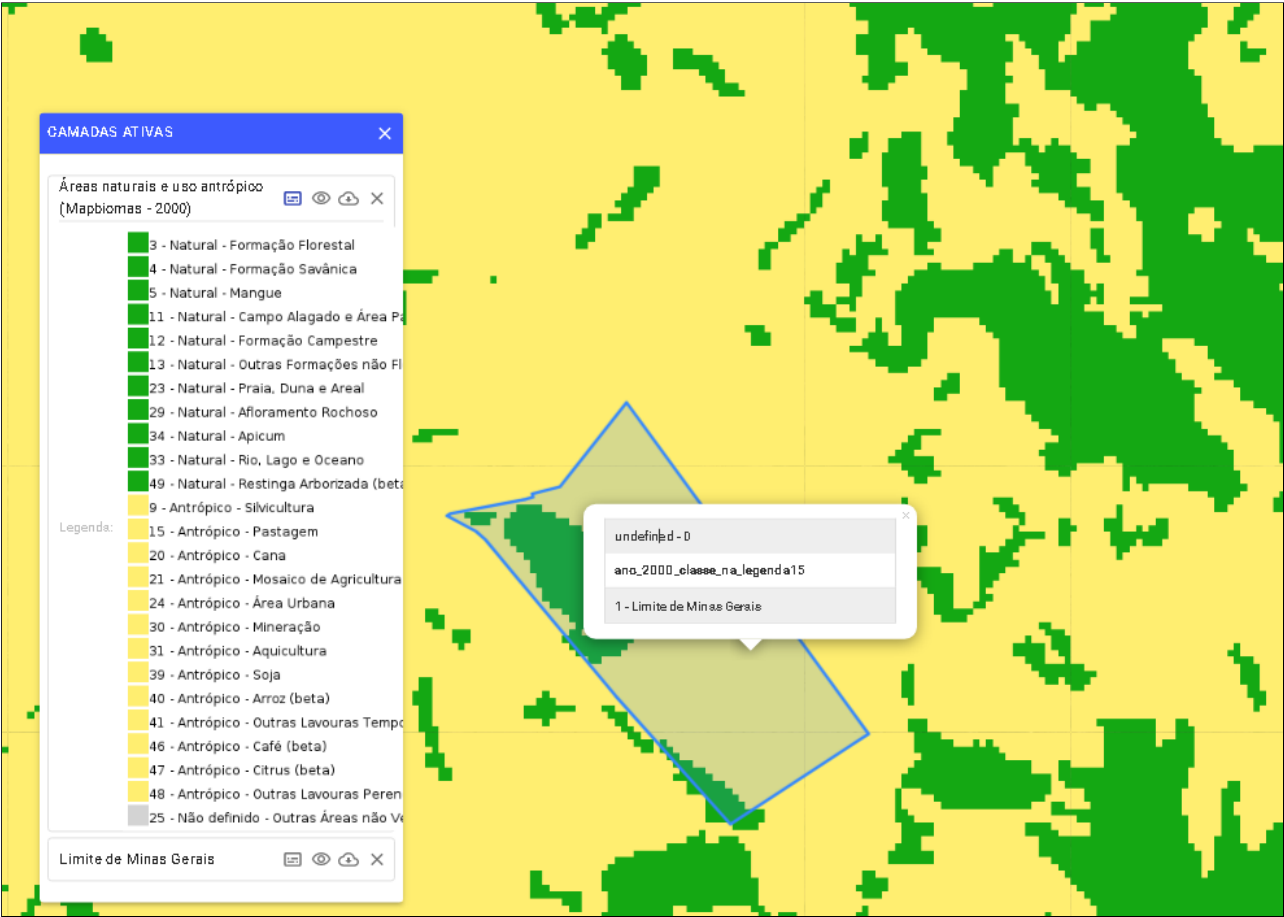 CAMADAS ATIVAS
Áreas naturais e uso antrópico
(Mapbiomas - 2000)
3 - Natural - Formação Florestal
4 - Natural - Formação Savânica
5 - Natural - Mangue
11 - Natural - Campo Alagado e Área Pa
12 - Natural - Formação Campestre
13 - Natural - Outras Formações não Fl
23 - Natural - Praia, Duna e Areal
29 - Natural - Afloramento Rochoso
34 - Natural - Apicum
33 - Natural - Rio, Lago e Oceano
49 - Natural - Restinga Arborizada (beta
9 - Antrópico - Silvicultura
Legenda:
15 - Antrópico - Pastagem
20 - Antrópico - Cana
21 - Antrópico - Mosaico de Agricultura
24 - Antrópico - Área Urbana
30 - Antrópico - Mineração
31 - Antrópico - Aquicultura
39 - Antrópico - Soja
40 - Antrópico - Arroz (beta)
41 - Antrópico - Outras Lavouras Tempo
46 - Antrópico - Café (beta)
47 - Antrópico - Citrus (beta)
48 - Antrópico - Outras Lavouras Peren
25 - Não definido - Outras Áreas não Ve
Limite de Minas Gerais
undefined - 0
ano_2000_classe_na_legenda15
1 - Limite de Minas Gerais